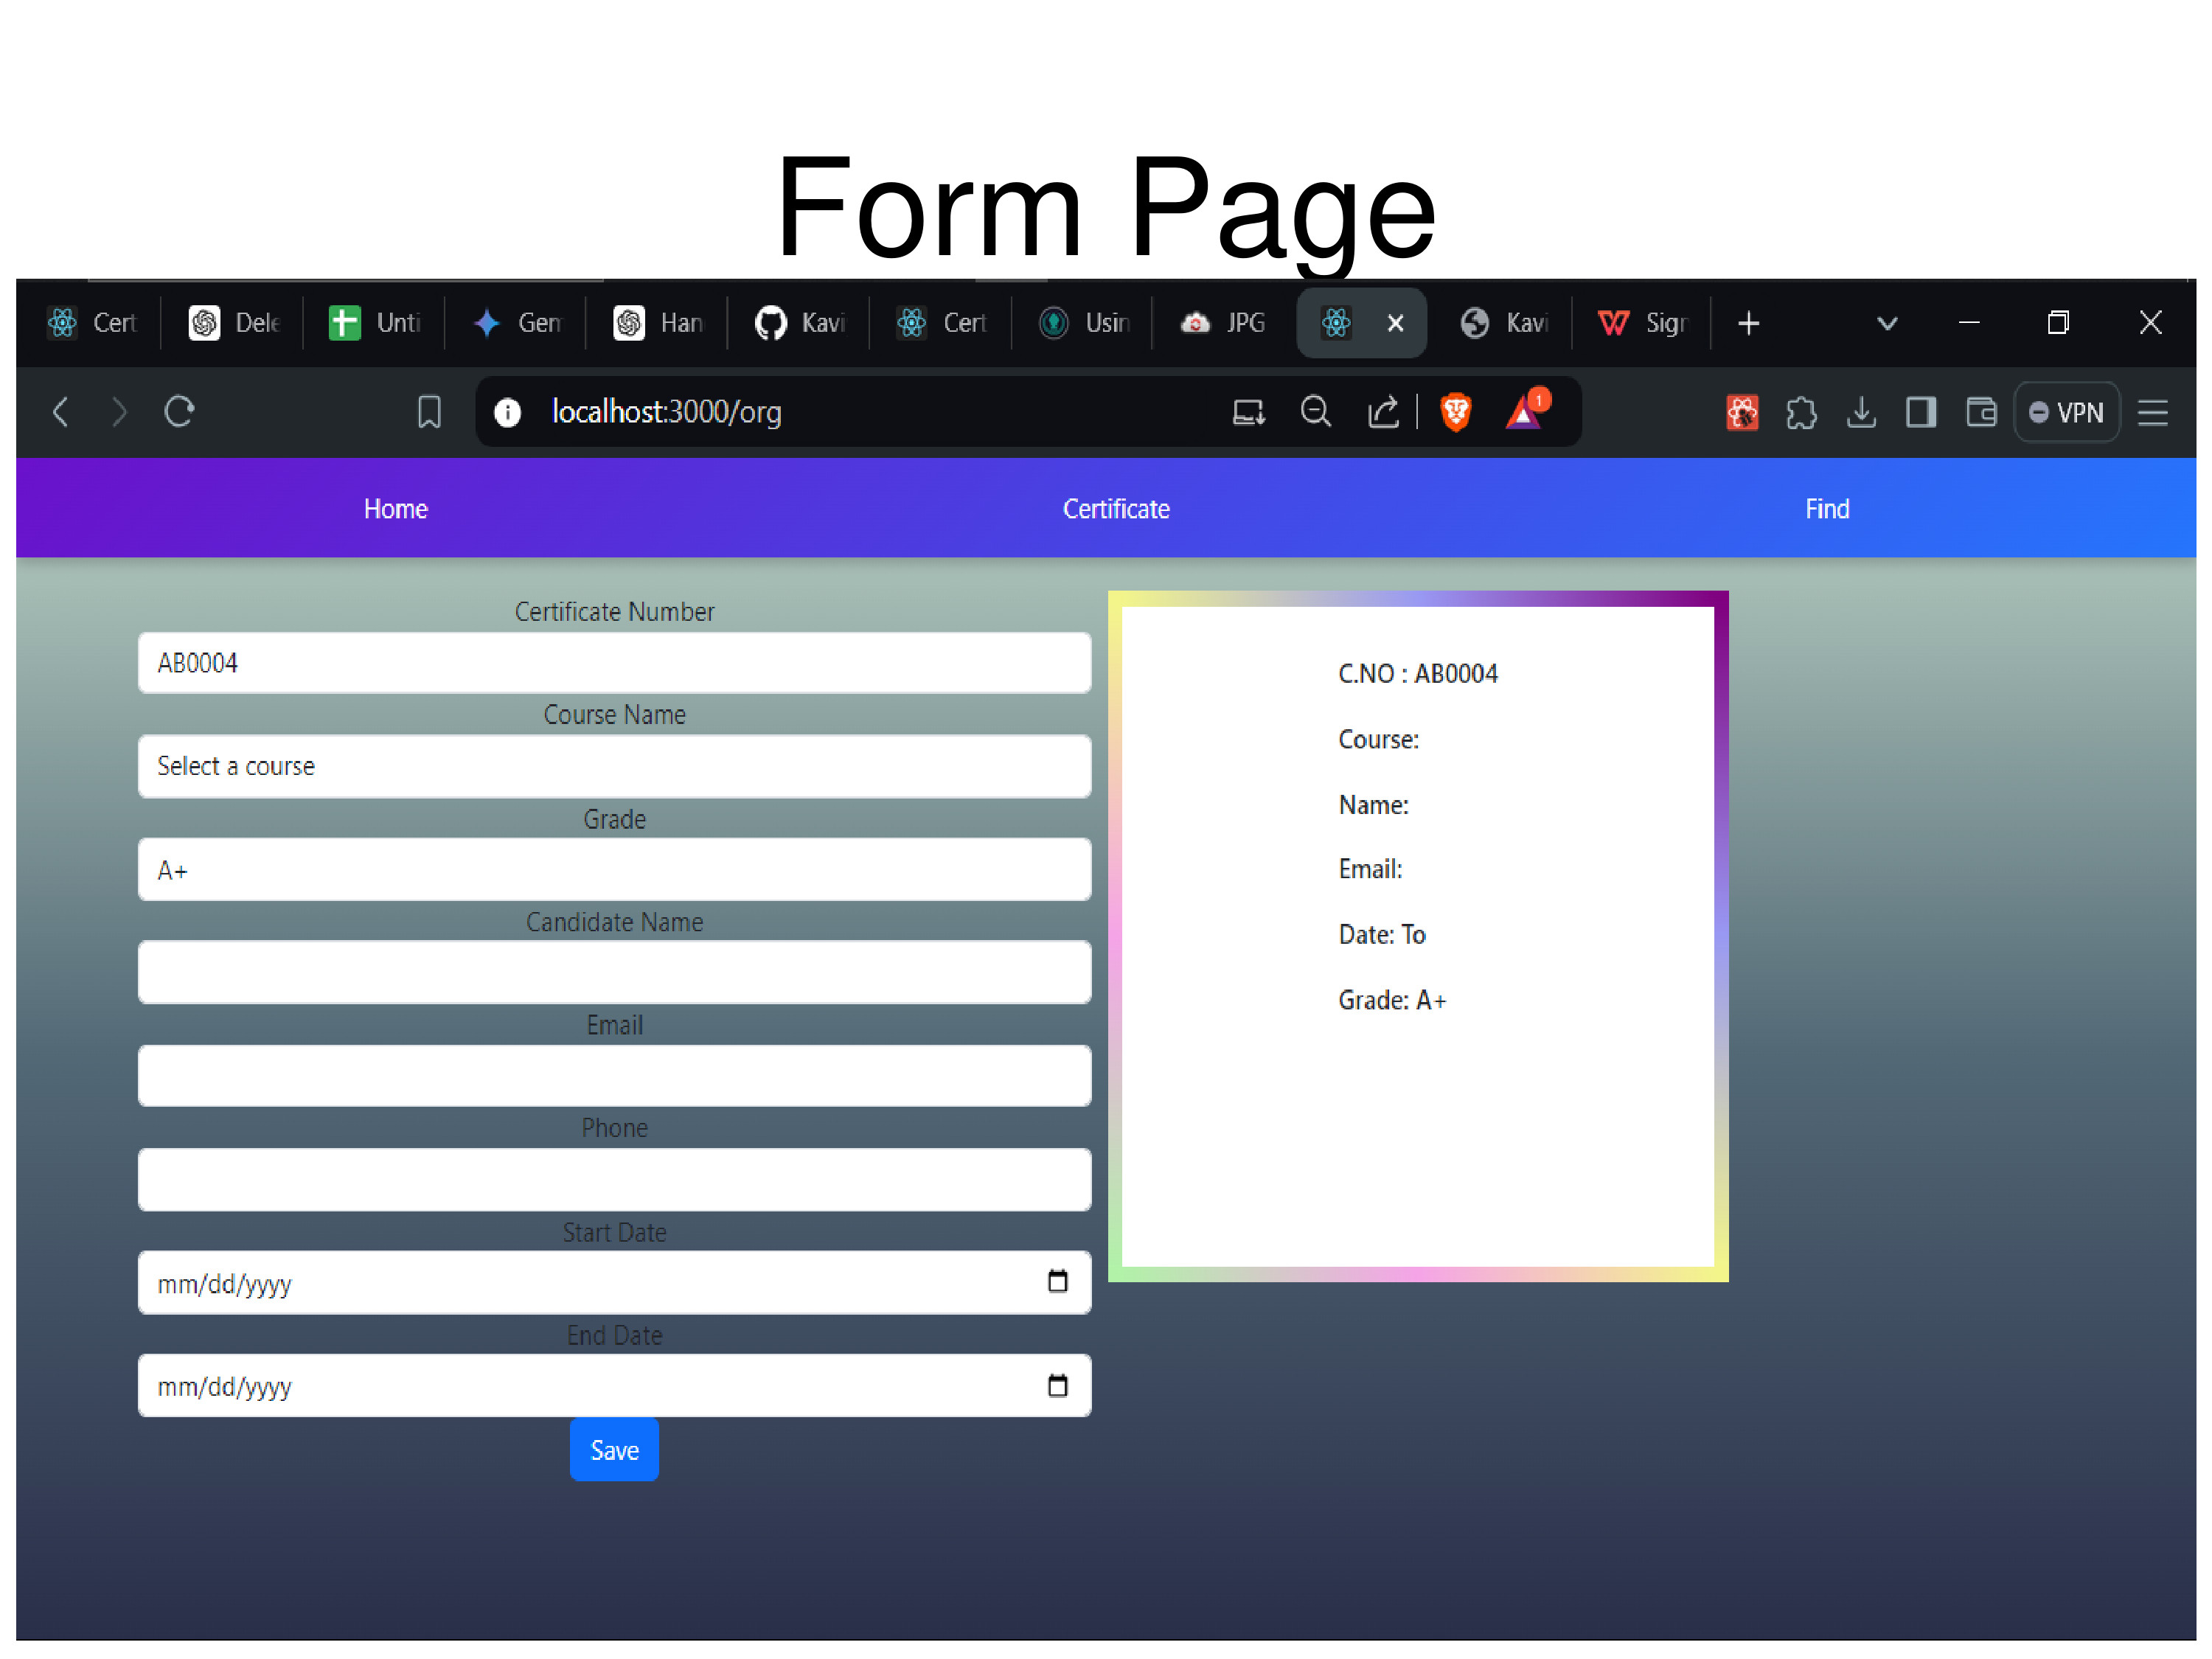 Form Page
Cert Dele Unti Gem Han Kavi Cert Usin JPG Kavi Sign
localhost:3000/org 1 VPN
Home Certificate Find
Certificate Number
AB0004
Course Name
Select a course
Grade
A+
Candidate Name
Email
Phone
Start Date
mm/dd/yyyy
End Date
mm/dd/yyyy
Save
C.NO : AB0004
Course:
Name:
Email:
Date: To
Grade: A+